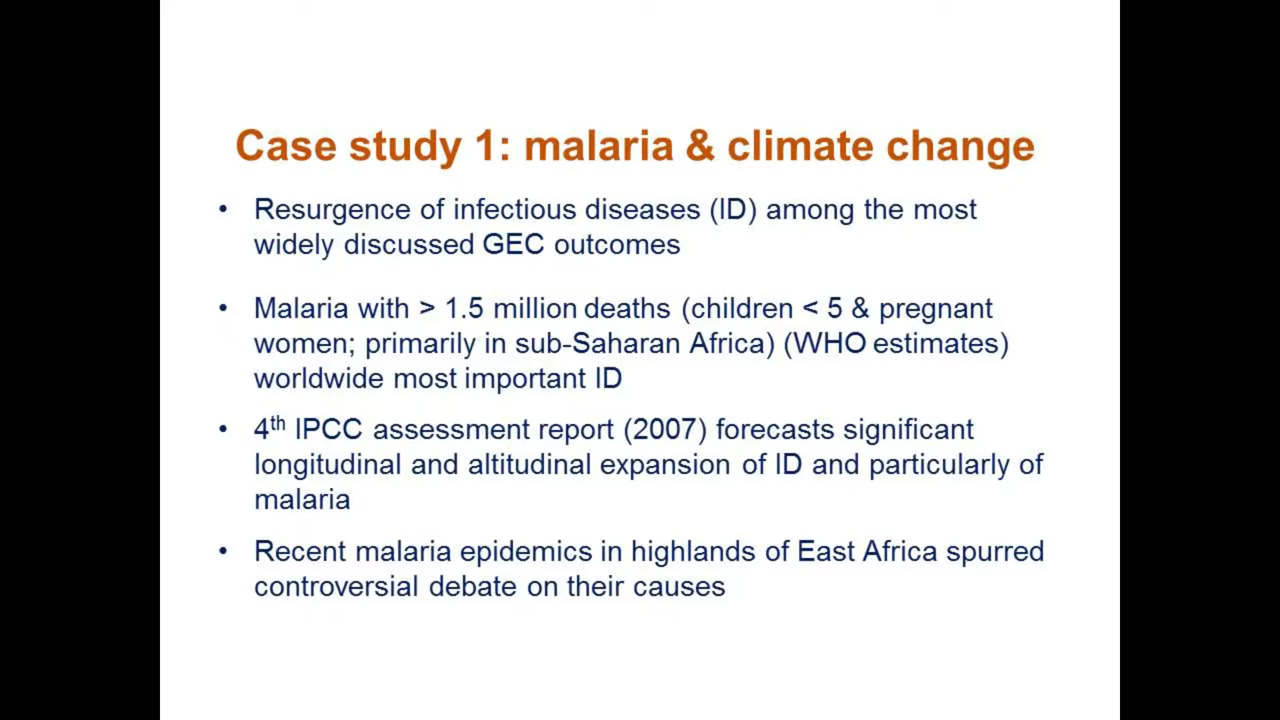 Case study 1: malaria & climate change
• Resurgence of infectious diseases (ID) among the most
widely discussed GEC outcomes
• Malaria with > 1.5 million deaths (children < 5 & pregnant
women; primarily in sub-Saharan Africa) (WHO estimates)
worldwide most important ID
• 4th IPCC assessment report (2007) forecasts significant
longitudinal and altitudinal expansion of ID and particularly of
malaria
• Recent malaria epidemics in highlands of East Africa spurred
controversial debate on their causes